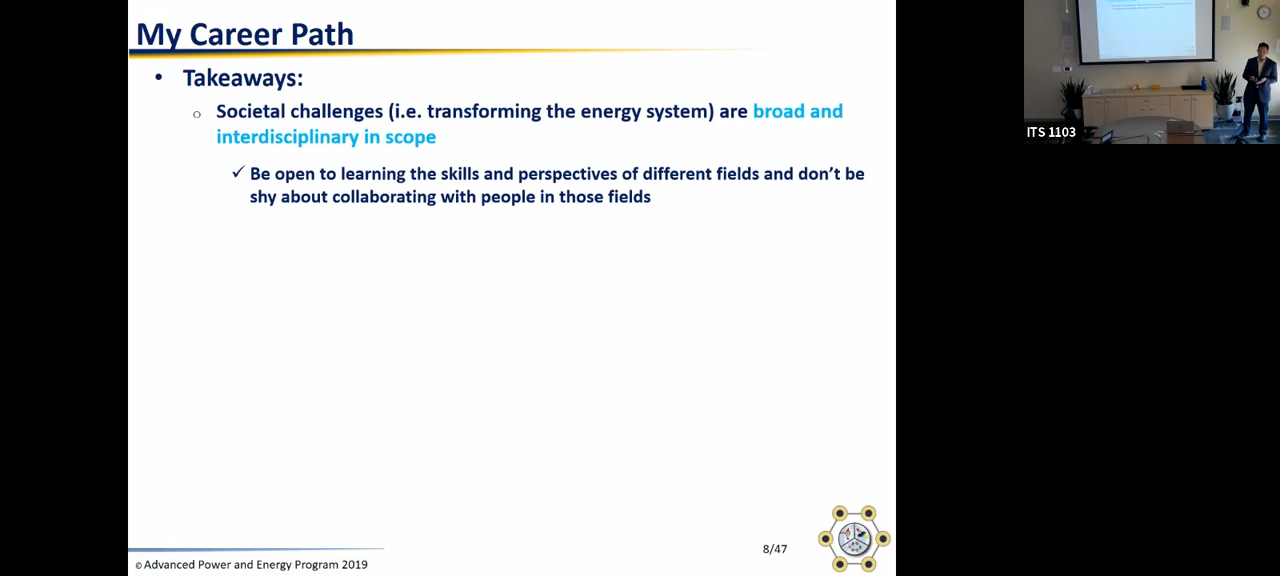 My Career Path
• Takeaways:
o Societal challenges (i.e. transforming the energy system) are broad and
interdisciplinary in scope
✓ Be open to learning the skills and perspectives of different fields and don't be
shy about collaborating with people in those fields
ITS 1103
8/47
© Advanced Power and Energy Program 2019